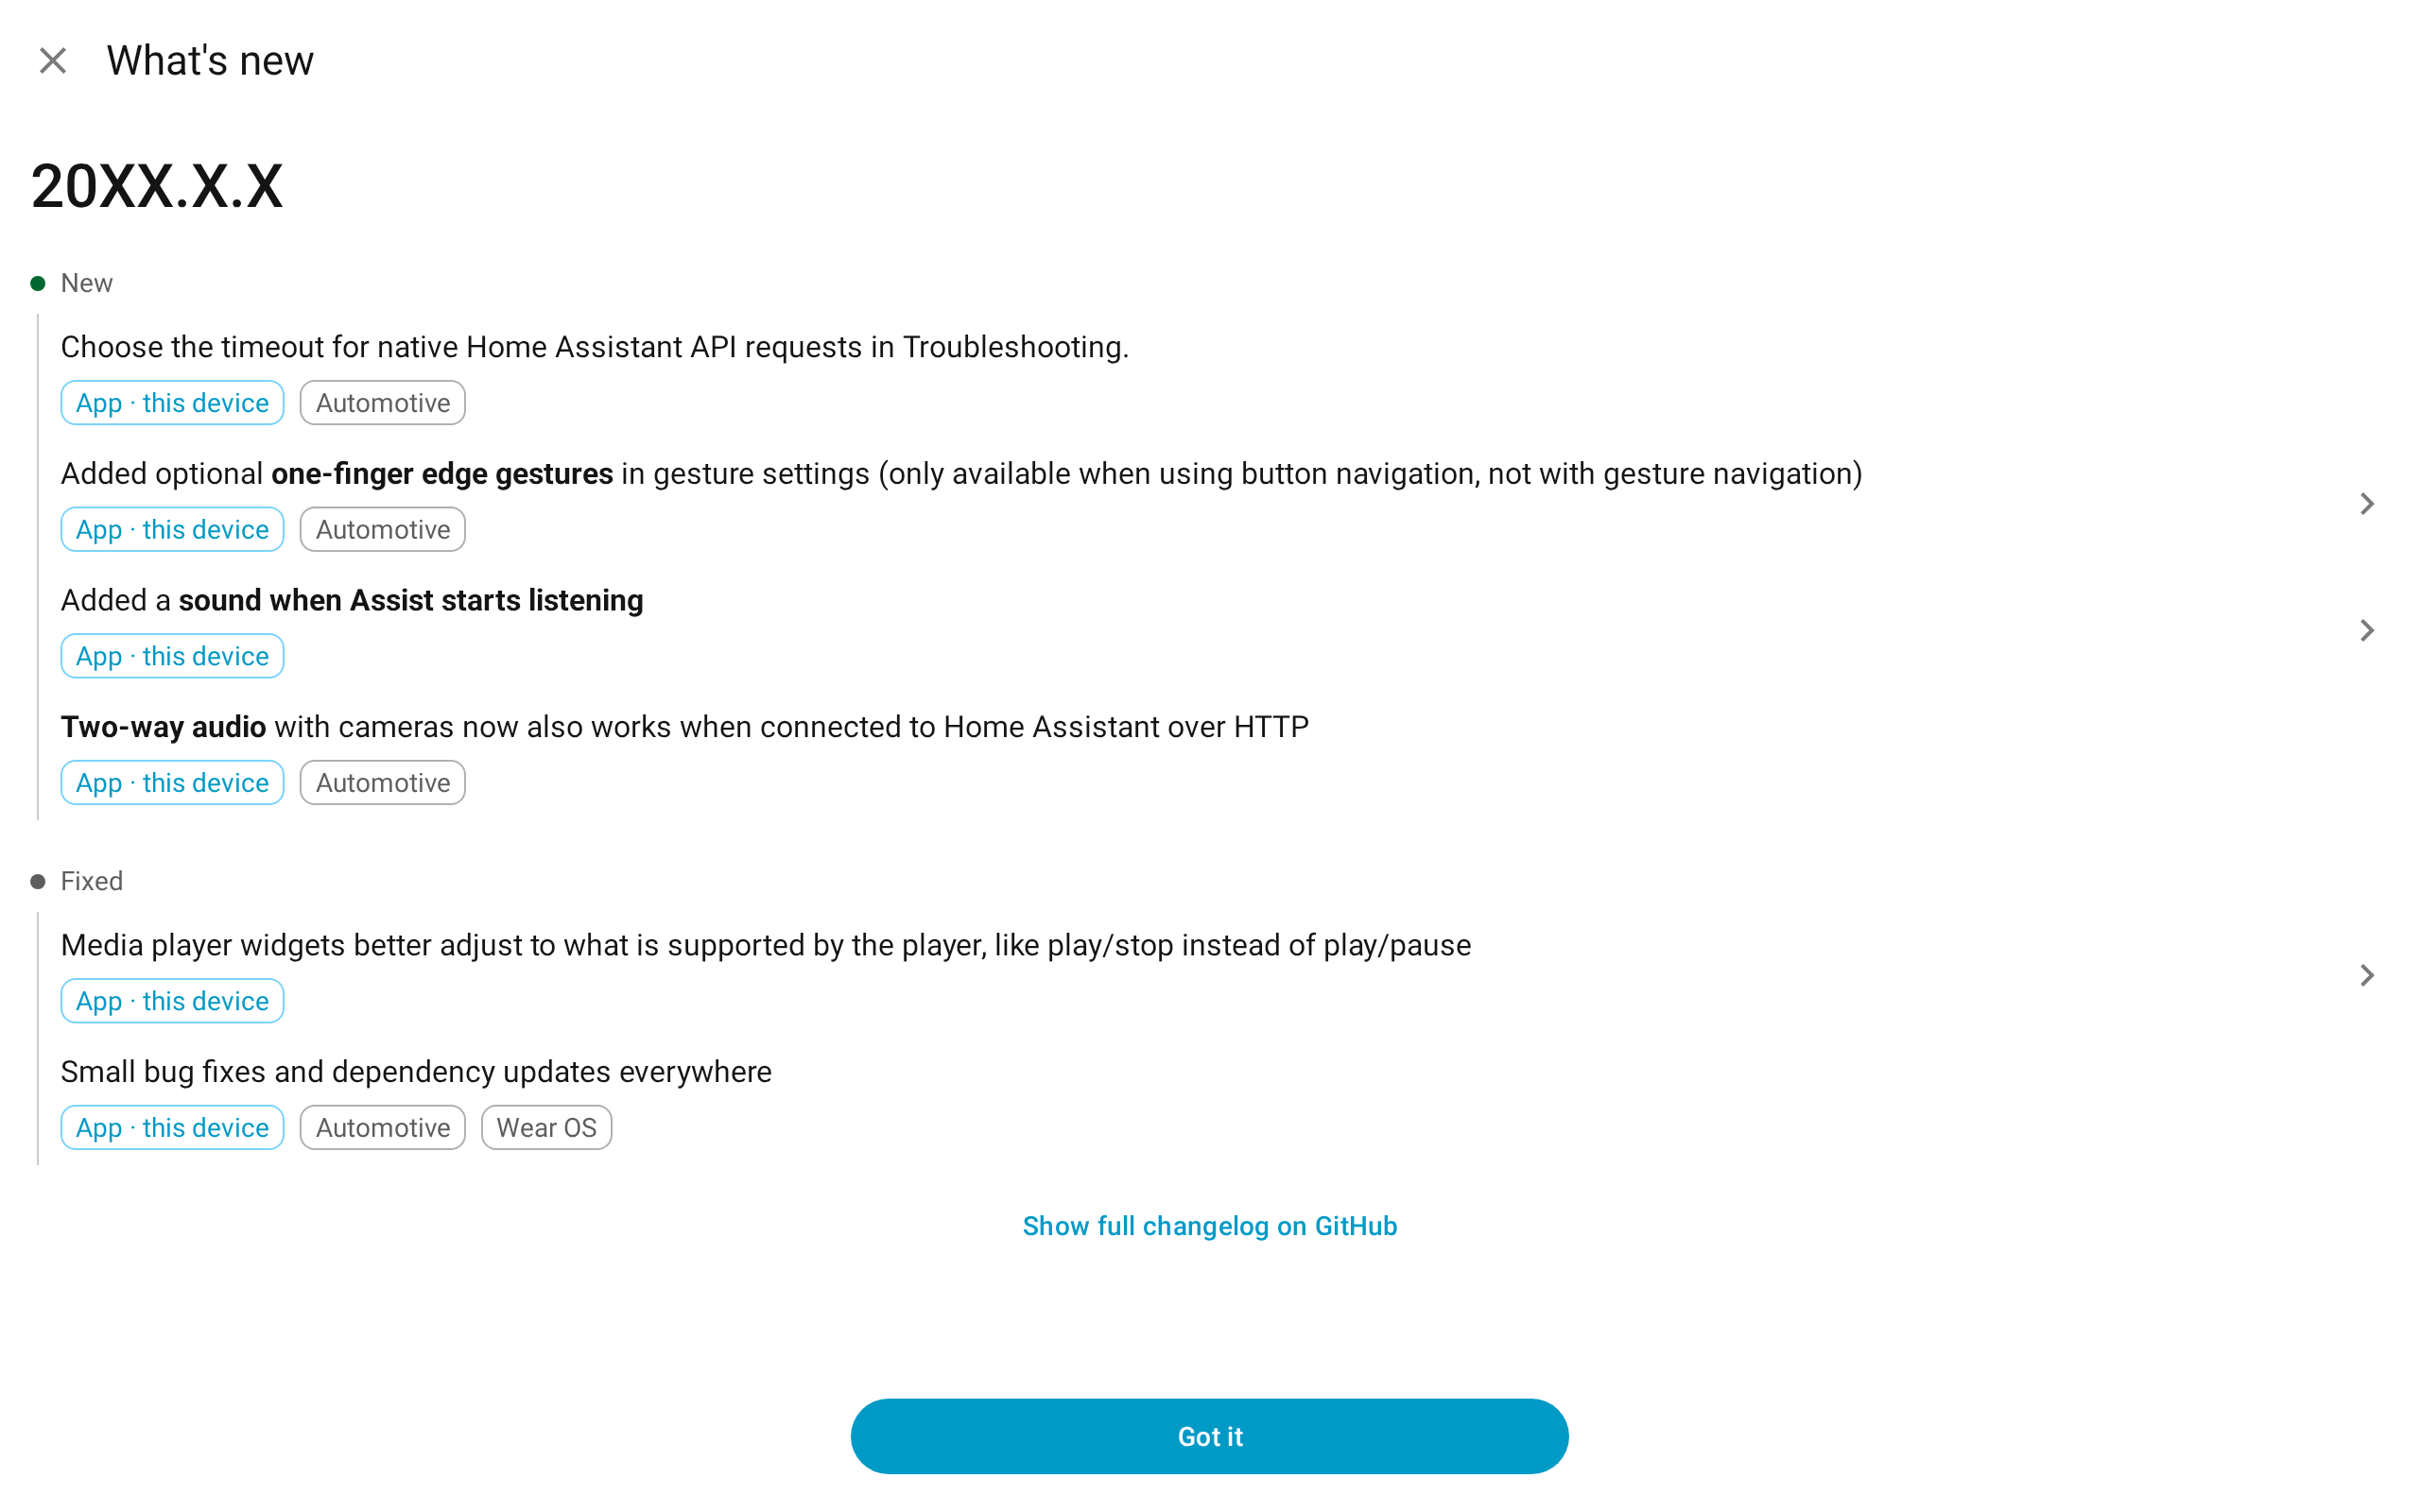 What's new
20XX.X.X
New
Choose the timeout for native Home Assistant API requests in Troubleshooting.
App · this device Automotive
Added optional one-finger edge gestures in gesture settings (only available when using button navigation, not with gesture navigation)
App · this device Automotive
Added a sound when Assist starts listening
App · this device
Two-way audio with cameras now also works when connected to Home Assistant over HTTP
App · this device Automotive
Fixed
Media player widgets better adjust to what is supported by the player, like play/stop instead of play/pause
App · this device
Small bug fixes and dependency updates everywhere
App · this device Automotive Wear OS
Show full changelog on GitHub
Got it